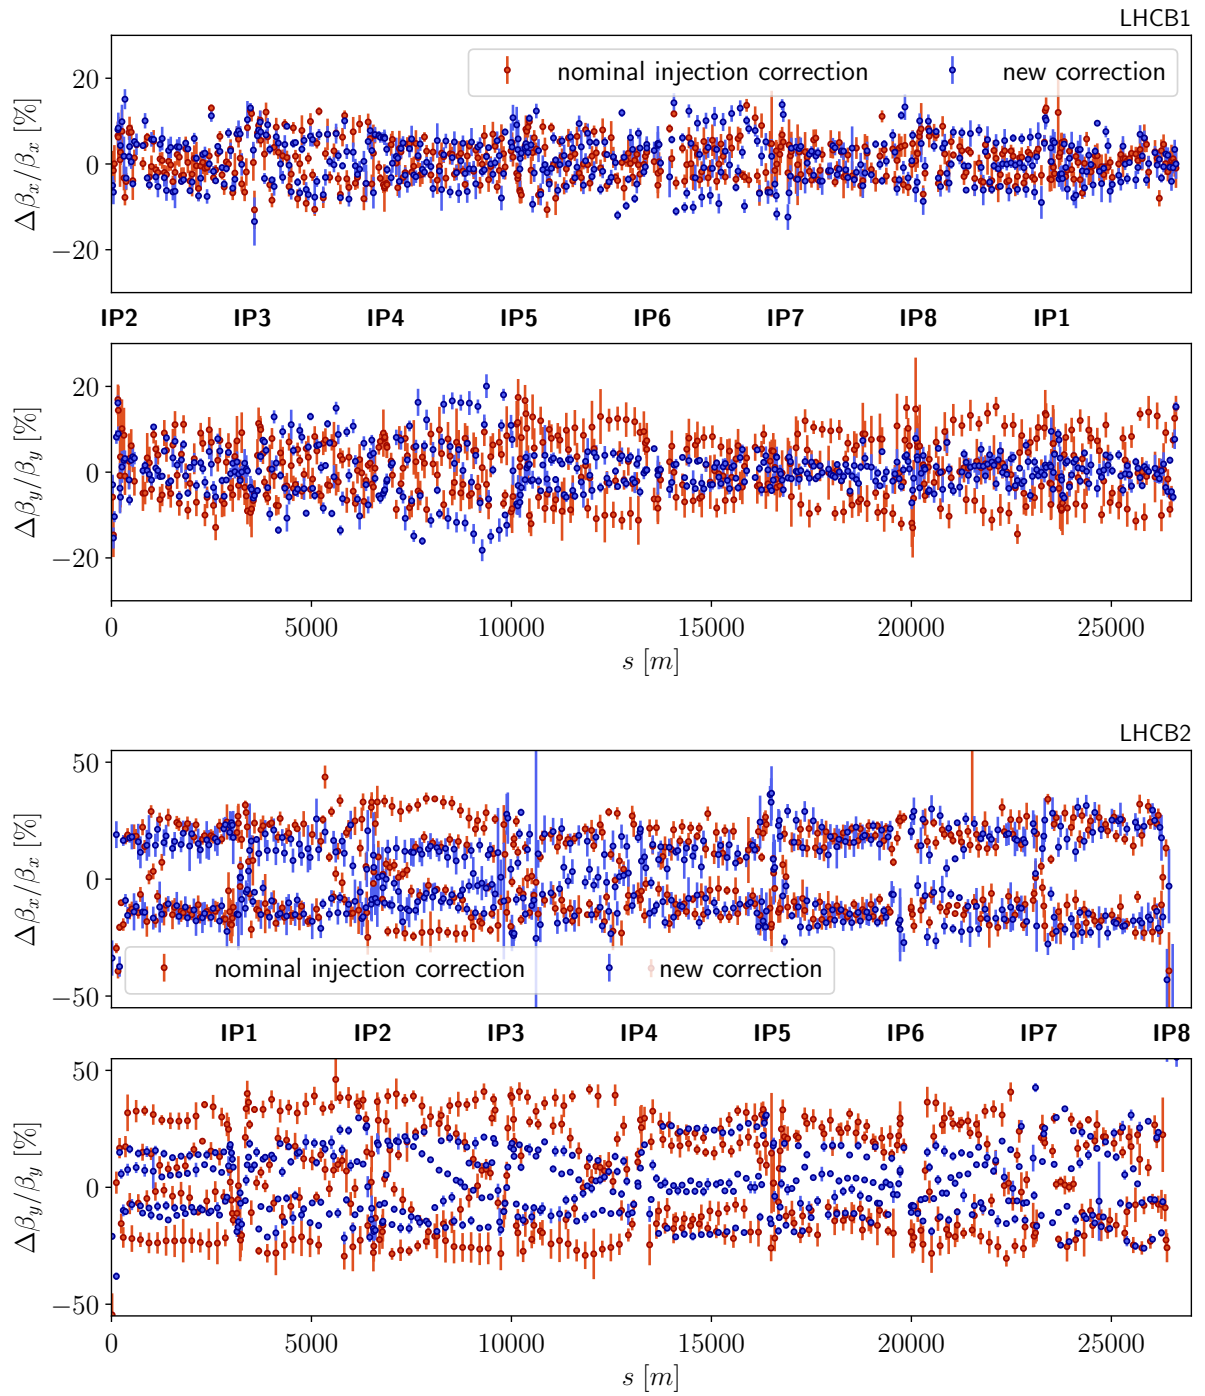 LHCB1
nominal injection correction
new correction
20
0
−20
Δβx/βx [%]
IP2 IP3 IP4 IP5 IP6 IP7 IP8 IP1
20
0
−20
Δβy/βy [%]
0 5000 10000 15000 20000 25000
s [m]
LHCB2
50
0
−50
Δβx/βx [%]
nominal injection correction
new correction
IP1 IP2 IP3 IP4 IP5 IP6 IP7 IP8
50
0
−50
Δβy/βy [%]
0 5000 10000 15000 20000 25000
s [m]